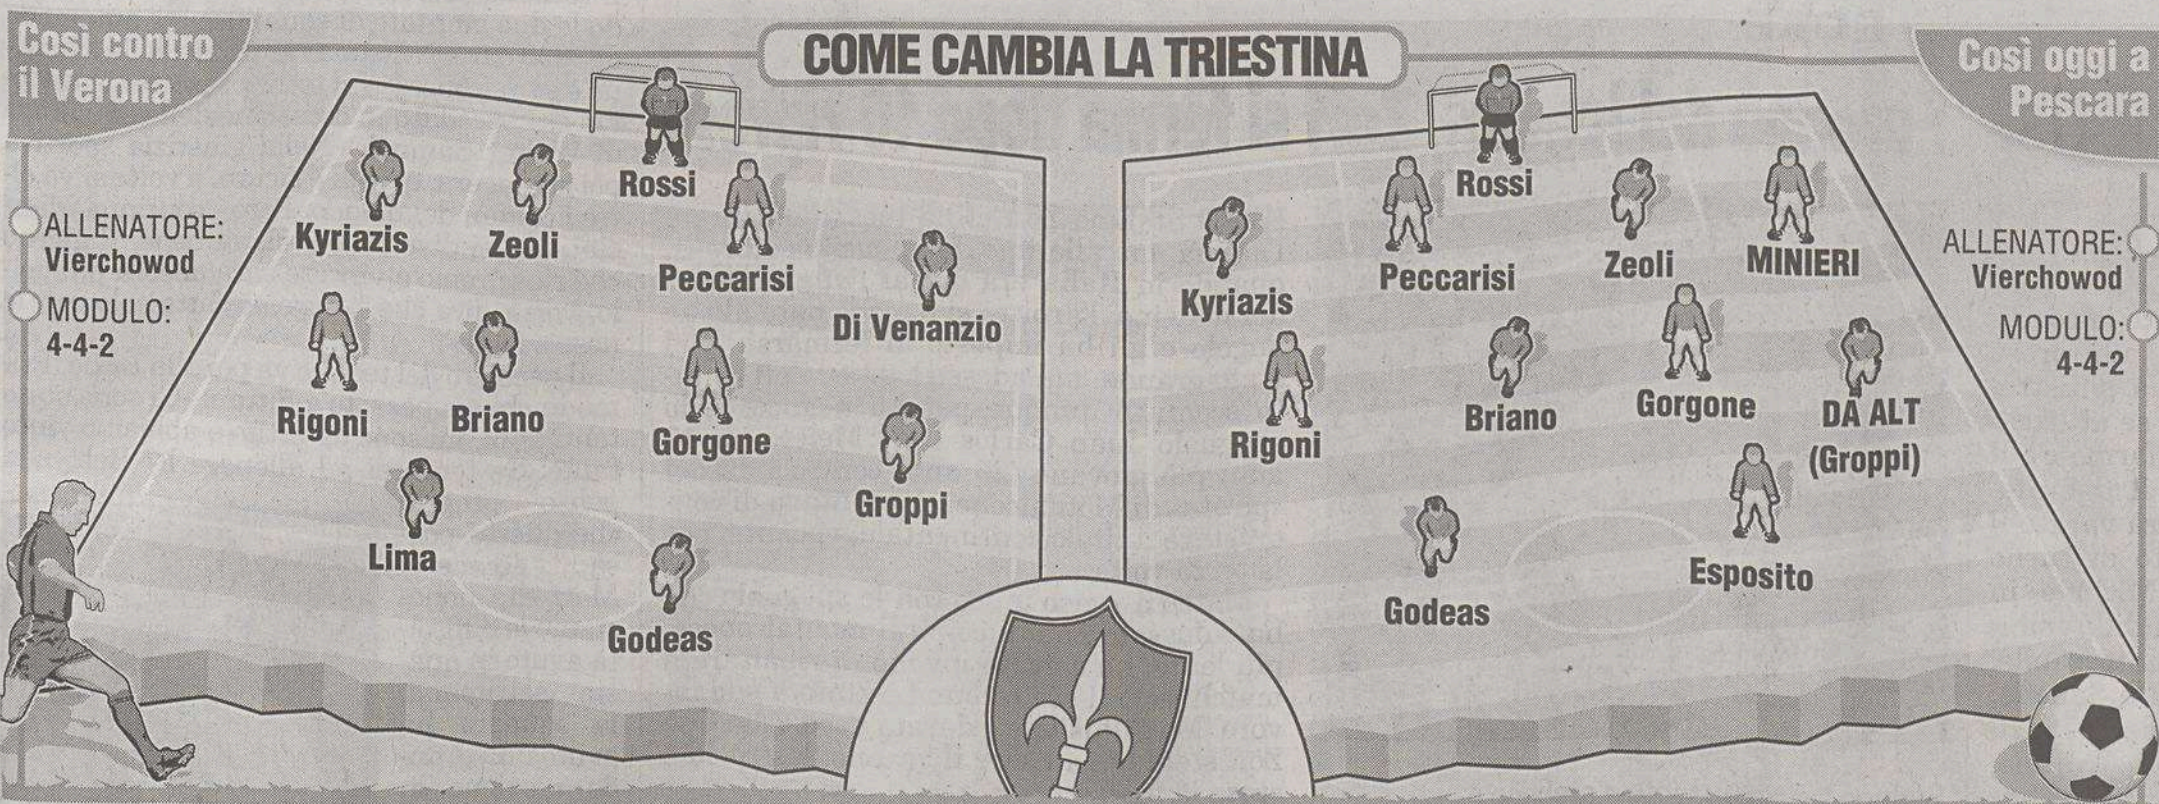 COME CAMBIA LA TRIESTINA
Così contro
il Verona
ALLENATORE:
Vierchowod
MODULO:
4-4-2
Rossi
Kyriazis
Zeoli
Peccarisi
Di Venanzio
Rigoni
Briano
Gorgone
Groppi
Lima
Godeas
Così oggi a
Pescara
ALLENATORE:
Vierchowod
MODULO:
4-4-2
Rossi
Kyriazis
Peccarisi
Zeoli
MINIERI
Rigoni
Briano
Gorgone
DA ALT
(Groppi)
Godeas
Esposito